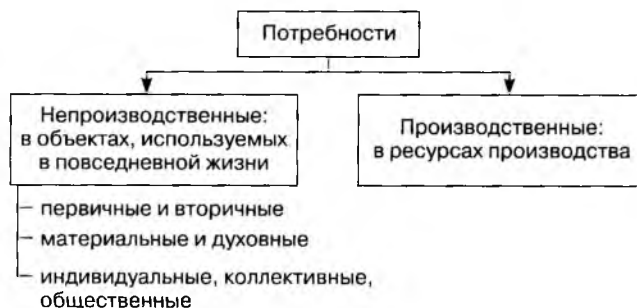 Потребности
Непроизводственные:
в объектах, используемых
в повседневной жизни
Производственные:
в ресурсах производства
первичные и вторичные
материальные и духовные
индивидуальные, коллективные,
общественные